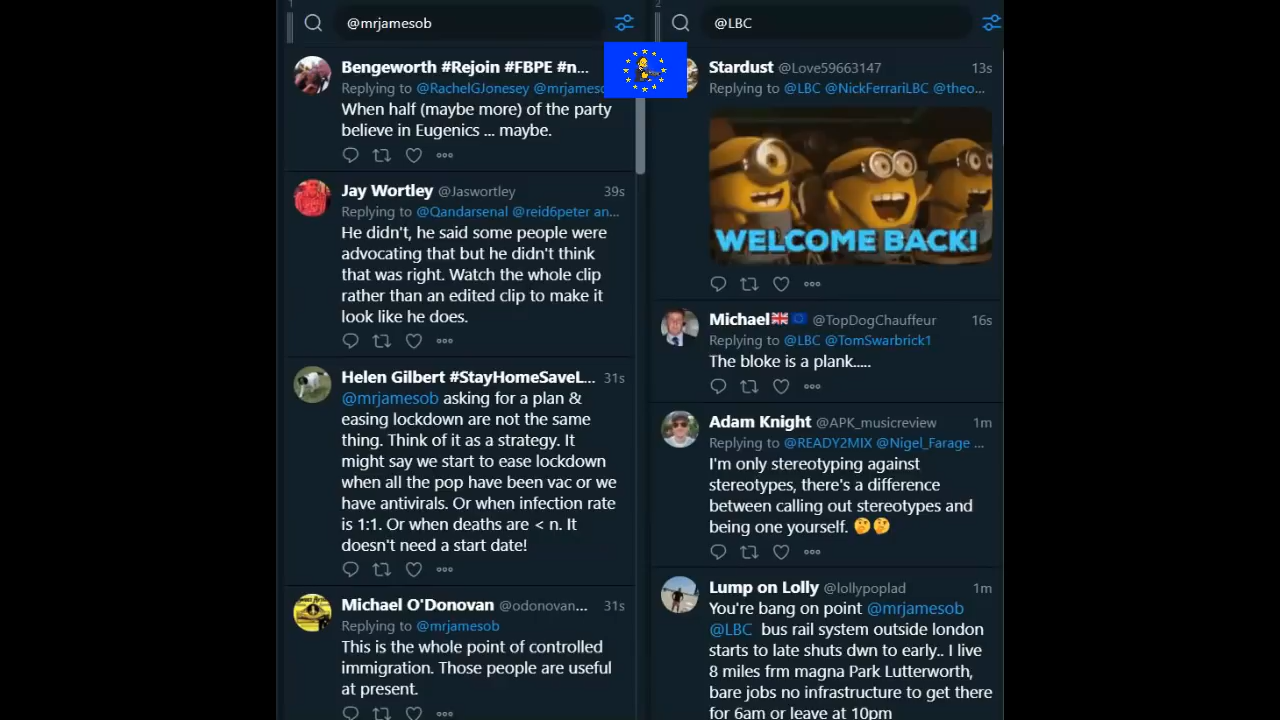 1
@mrjamesob
Bengeworth #Rejoin #FBPE #n...
Replying to @RachelGJonesey @mrjameso
When half (maybe more) of the party
believe in Eugenics ... maybe.
Jay Wortley @Jaswortley 39s
Replying to @Qandarsenal @reid6peter an...
He didn't, he said some people were
advocating that but he didn't think
that was right. Watch the whole clip
rather than an edited clip to make it
look like he does.
Helen Gilbert #StayHomeSaveL... 31s
@mrjamesob asking for a plan &
easing lockdown are not the same
thing. Think of it as a strategy. It
might say we start to ease lockdown
when all the pop have been vac or we
have antivirals. Or when infection rate
is 1:1. Or when deaths are < n. It
doesn't need a start date!
Michael O'Donovan @odonovan... 31s
Replying to @mrjamesob
This is the whole point of controlled
immigration. Those people are useful
at present.
2
@LBC
Stardust @Love59663147 13s
Replying to @LBC @NickFerrariLBC @theo...
WELCOME BACK!
Michael🇬🇧🇪🇺 @TopDogChauffeur 16s
Replying to @LBC @TomSwarbrick1
The bloke is a plank.....
Adam Knight @APK_musicreview 1m
Replying to @READY2MIX @Nigel_Farage ...
I'm only stereotyping against
stereotypes, there's a difference
between calling out stereotypes and
being one yourself. 🤔🤔
Lump on Lolly @lollypoplad 1m
You're bang on point @mrjamesob
@LBC bus rail system outside london
starts to late shuts dwn to early.. I live
8 miles frm magna Park Lutterworth,
bare jobs no infrastructure to get there
for 6am or leave at 10pm